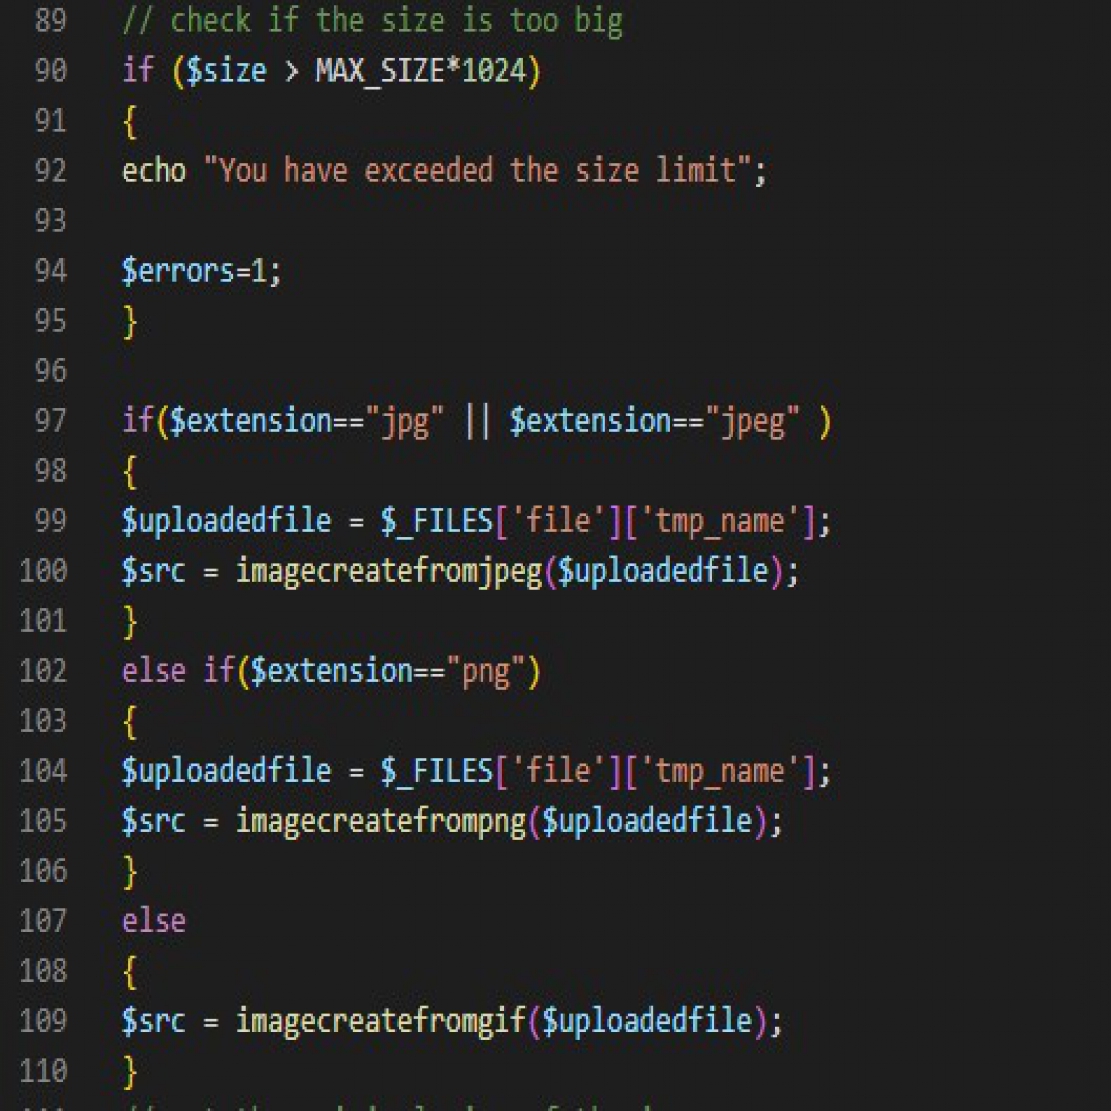 89 // check if the size is too big
90 if ($size > MAX_SIZE*1024)
91 {
92 echo "You have exceeded the size limit";
93
94 $errors=1;
95 }
96
97 if($extension=="jpg" || $extension=="jpeg" )
98 {
99 $uploadedfile = $_FILES['file']['tmp_name'];
100 $src = imagecreatefromjpeg($uploadedfile);
101 }
102 else if($extension=="png")
103 {
104 $uploadedfile = $_FILES['file']['tmp_name'];
105 $src = imagecreatefrompng($uploadedfile);
106 }
107 else
108 {
109 $src = imagecreatefromgif($uploadedfile);
110 }